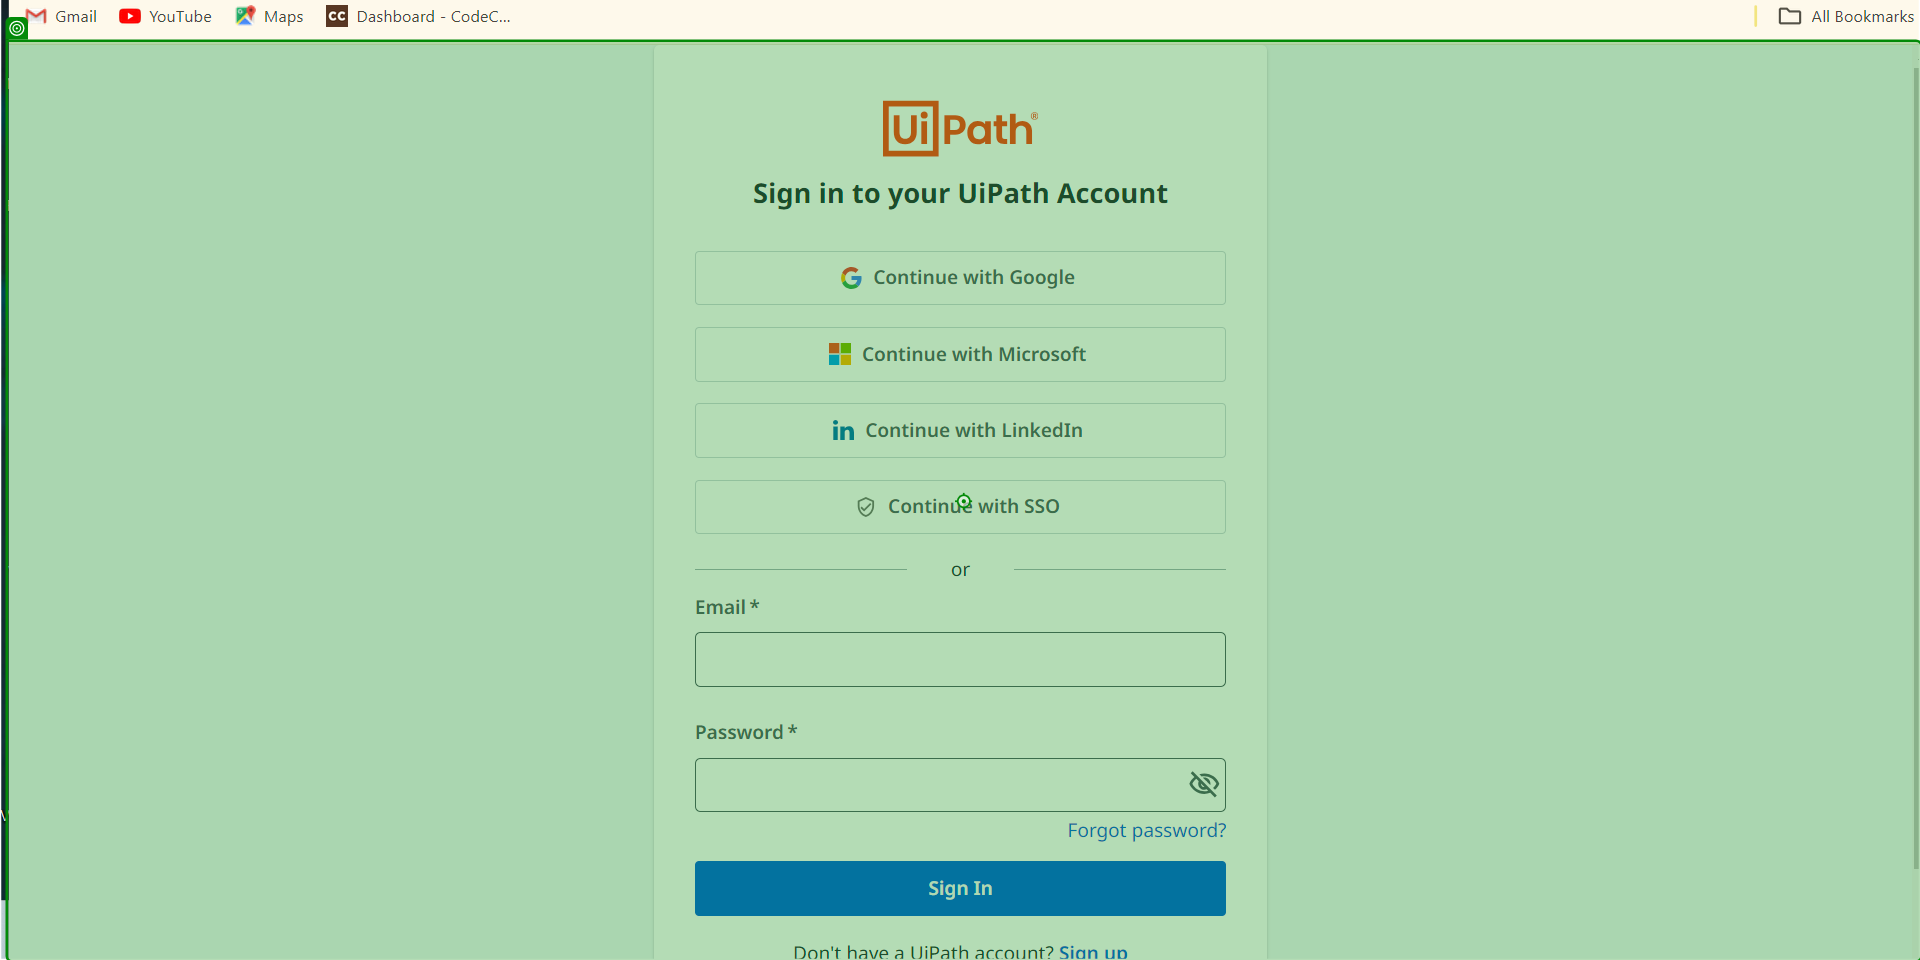 Gmail YouTube Maps CC Dashboard - CodeC... All Bookmarks
UiPath®
Sign in to your UiPath Account
Continue with Google
Continue with Microsoft
in Continue with LinkedIn
Continue with SSO
or
Email *
Password *
Forgot password?
Sign In
Don't have a UiPath account? Sign up